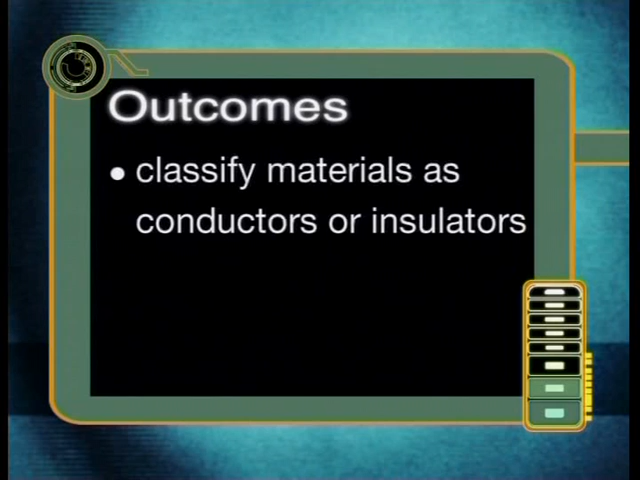 Outcomes
• classify materials as
conductors or insulators